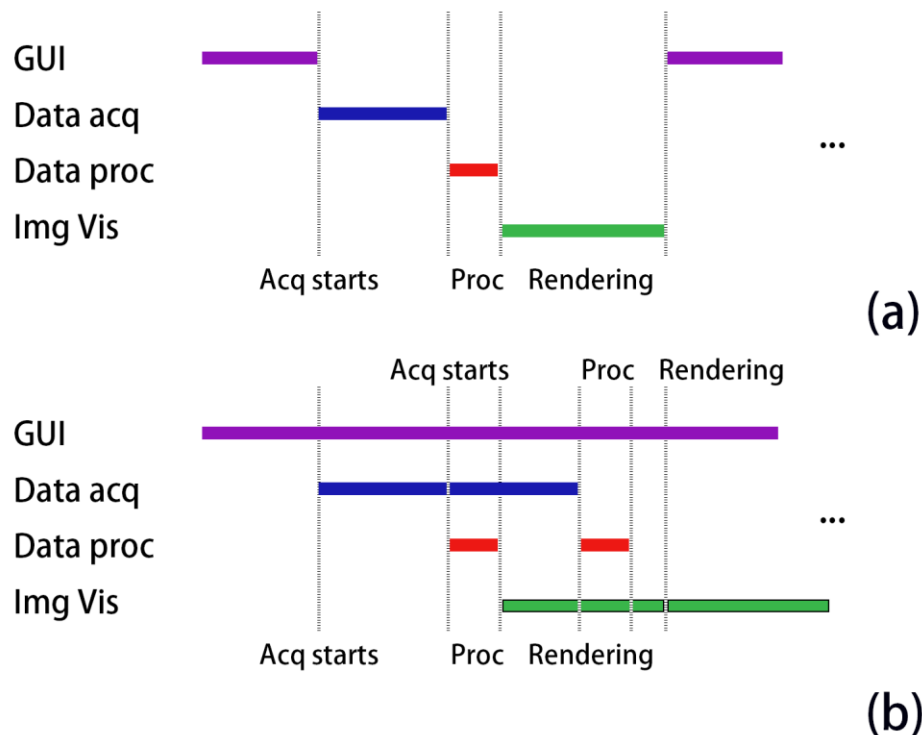 GUI
Data acq
...
Data proc
Img Vis
Acq starts Proc Rendering
(a)
Acq starts Proc Rendering
GUI
Data acq
...
Data proc
Img Vis
Acq starts Proc Rendering
(b)